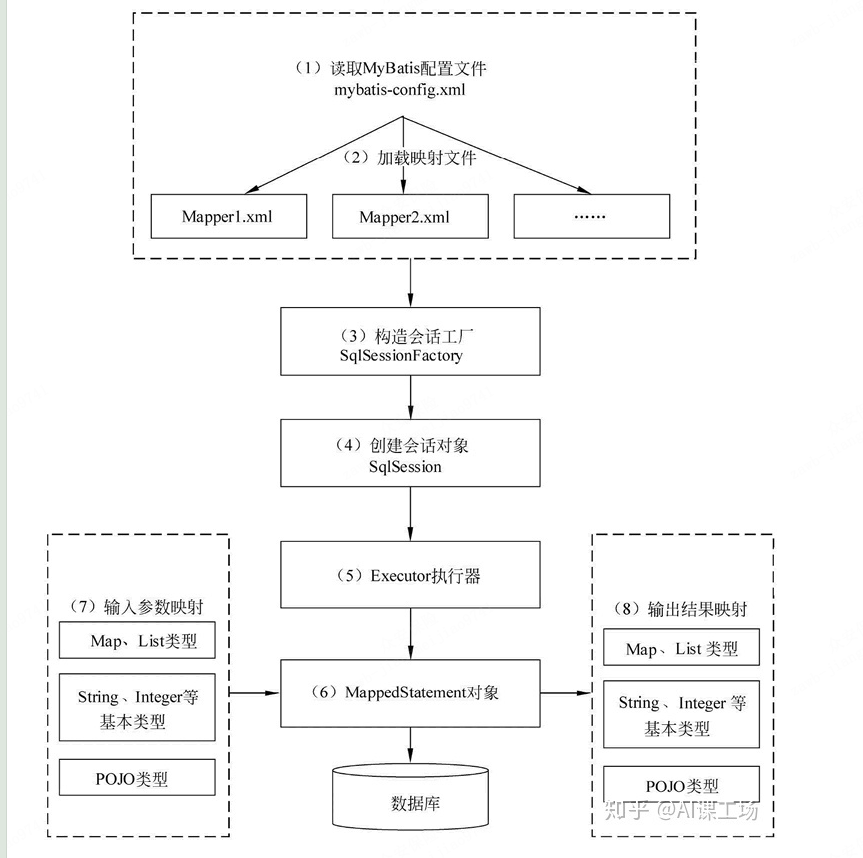 （1）读取MyBatis配置文件
mybatis-config.xml
（2）加载映射文件
Mapper1.xml
Mapper2.xml
……
（3）构造会话工厂
SqlSessionFactory
（4）创建会话对象
SqlSession
（5）Executor执行器
（7）输入参数映射
Map、List类型
String、Integer等
基本类型
POJO类型
（6）MappedStatement对象
（8）输出结果映射
Map、List 类型
String、Integer 等
基本类型
POJO类型
数据库
知乎 @AI课工场